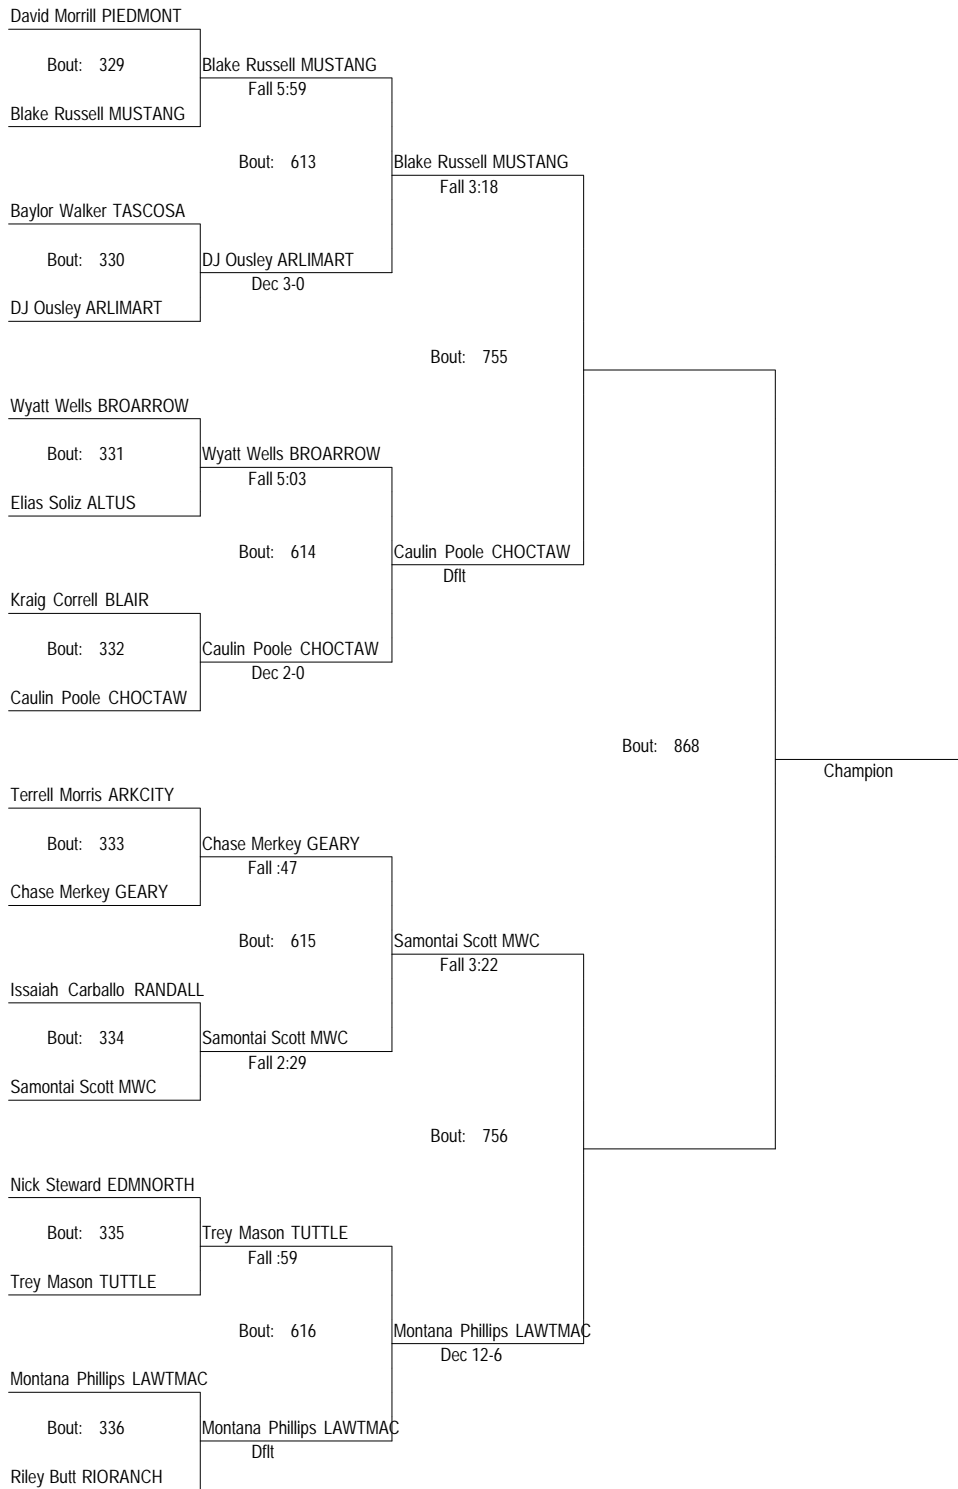 David Morrill PIEDMONT
Bout: 329
Blake Russell MUSTANG
Fall 5:59
Blake Russell MUSTANG
Bout: 613
Blake Russell MUSTANG
Fall 3:18
Baylor Walker TASCOSA
Bout: 330
DJ Ousley ARLIMART
Dec 3-0
DJ Ousley ARLIMART
Bout: 755
Wyatt Wells BROARROW
Bout: 331
Wyatt Wells BROARROW
Fall 5:03
Elias Soliz ALTUS
Bout: 614
Caulin Poole CHOCTAW
Dflt
Kraig Correll BLAIR
Bout: 332
Caulin Poole CHOCTAW
Dec 2-0
Caulin Poole CHOCTAW
Bout: 868
Champion
Terrell Morris ARKCITY
Bout: 333
Chase Merkey GEARY
Fall :47
Chase Merkey GEARY
Bout: 615
Samontai Scott MWC
Fall 3:22
Issaiah Carballo RANDALL
Bout: 334
Samontai Scott MWC
Fall 2:29
Samontai Scott MWC
Bout: 756
Nick Steward EDMNORTH
Bout: 335
Trey Mason TUTTLE
Fall :59
Trey Mason TUTTLE
Bout: 616
Montana Phillips LAWTMAC
Dec 12-6
Montana Phillips LAWTMAC
Bout: 336
Montana Phillips LAWTMAC
Dflt
Riley Butt RIORANCH